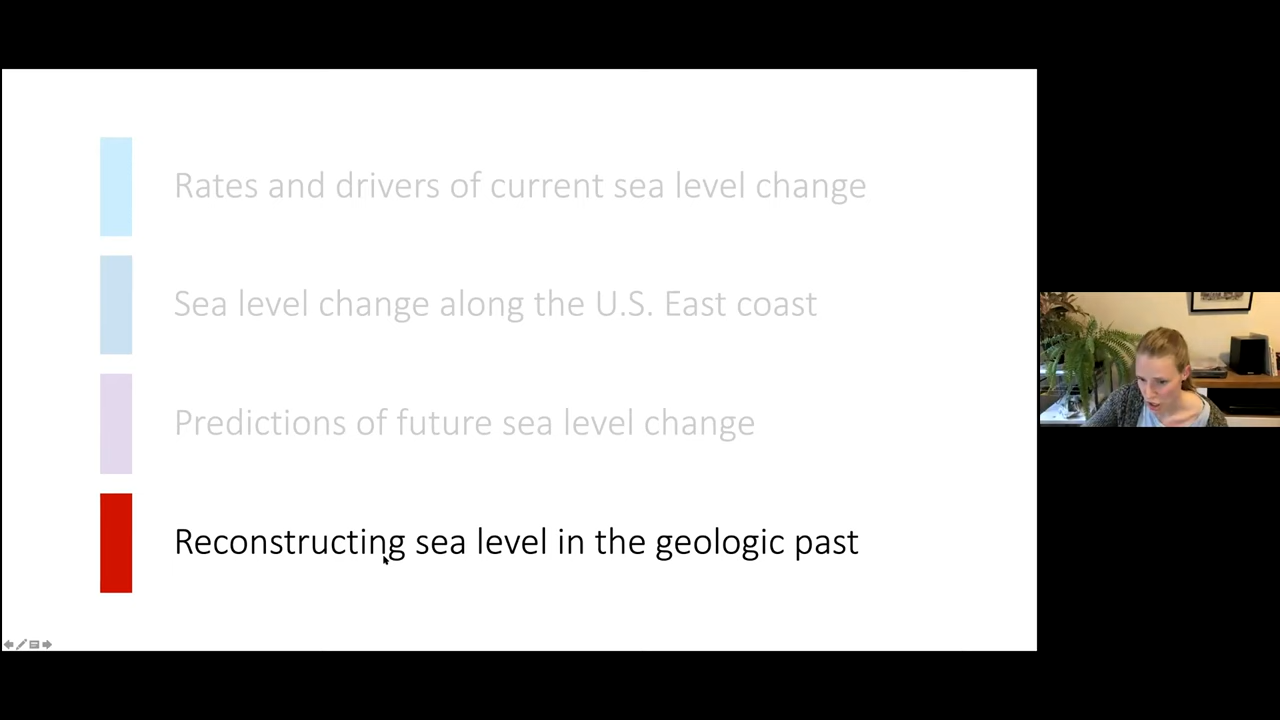 Rates and drivers of current sea level change
Sea level change along the U.S. East coast
Predictions of future sea level change
Reconstructing sea level in the geologic past